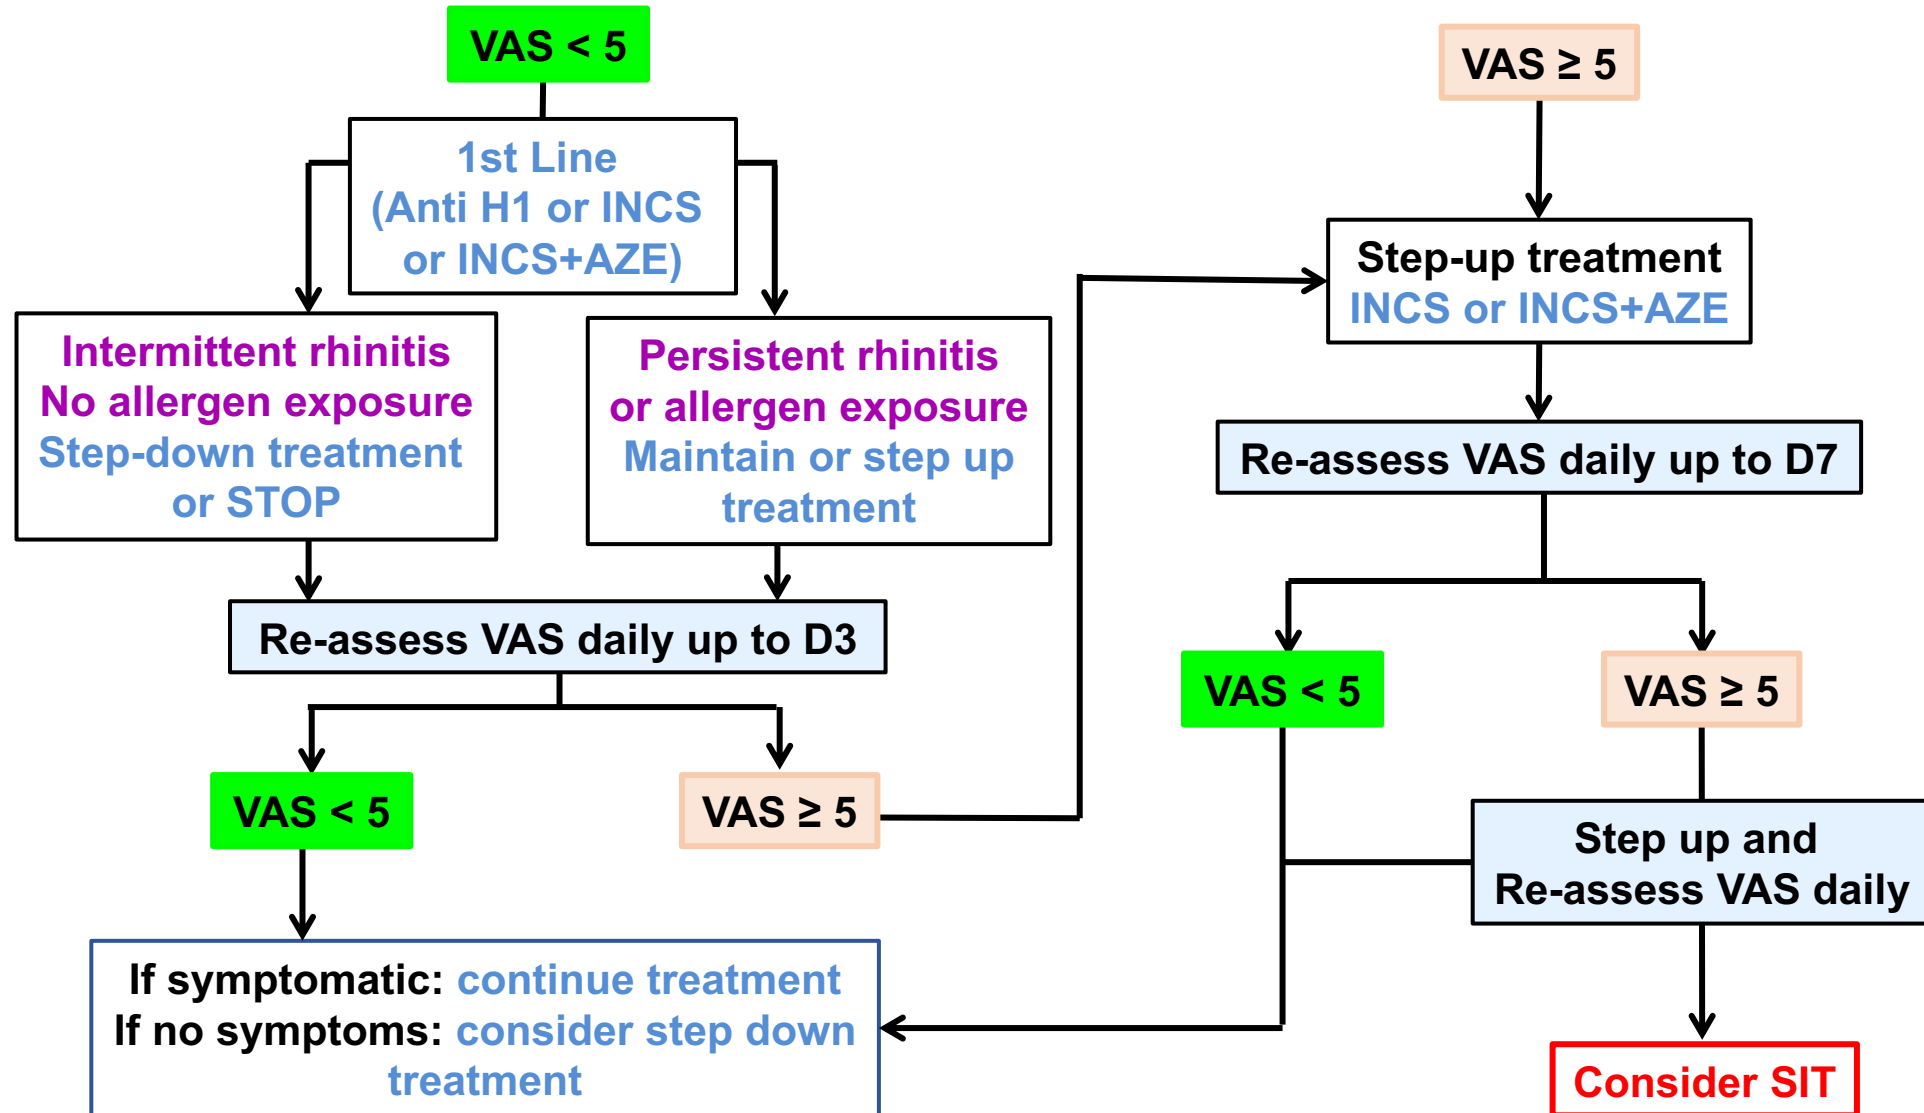 VAS < 5
1st Line
(Anti H1 or INCS
or INCS+AZE)
Intermittent rhinitis
No allergen exposure
Step-down treatment
or STOP
Persistent rhinitis
or allergen exposure
Maintain or step up
treatment
Re-assess VAS daily up to D3
VAS < 5
VAS ≥ 5
If symptomatic: continue treatment
If no symptoms: consider step down
treatment
VAS ≥ 5
Step-up treatment
INCS or INCS+AZE
Re-assess VAS daily up to D7
VAS < 5
VAS ≥ 5
Step up and
Re-assess VAS daily
Consider SIT